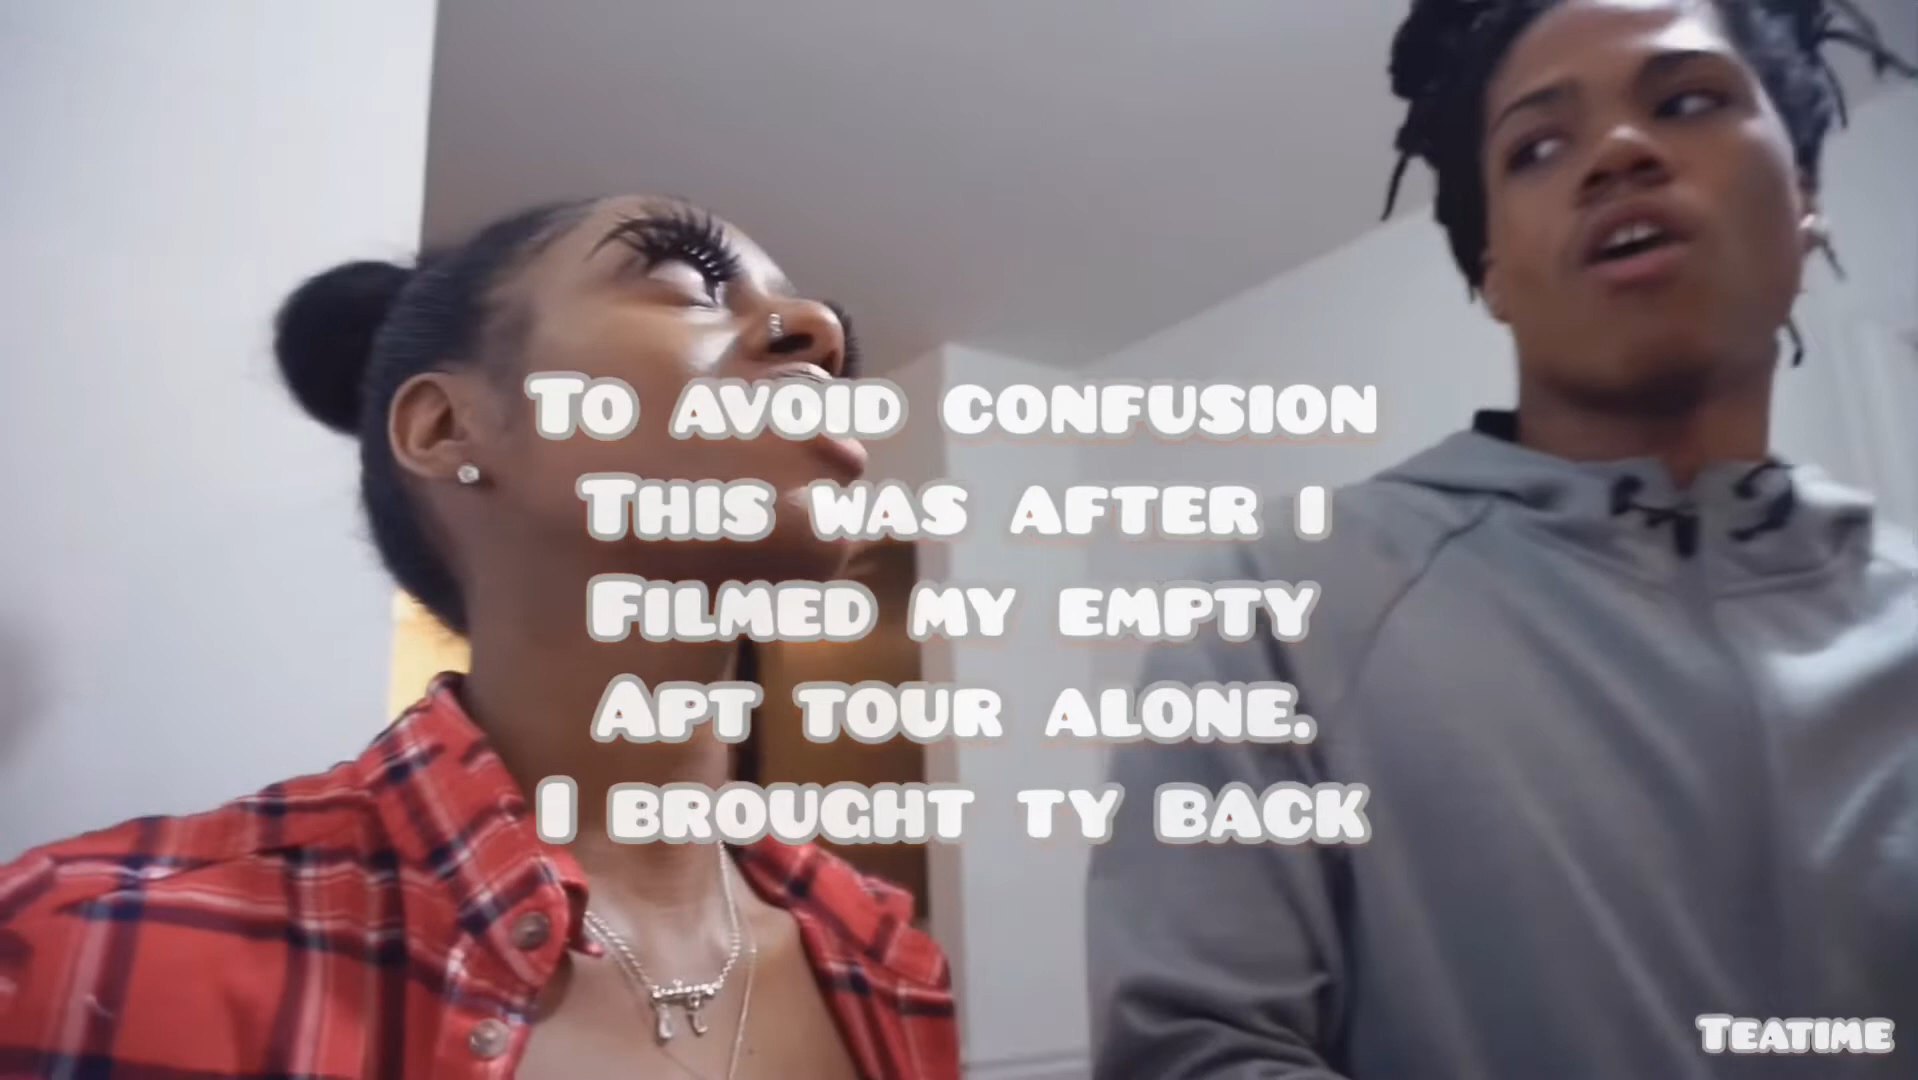 To avoid confusion
This was after I
Filmed my empty
Apt tour alone.
I brought ty back
Teatime